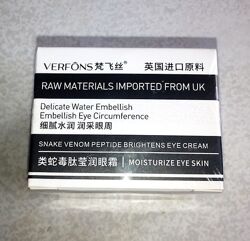 VERFŌNS 梵飞丝 英国进口原料
RAW MATERIALS IMPORTED FROM UK
Delicate Water Embellish
Embellish Eye Circumference
细腻水润 润采眼周
SNAKE VENOM PEPTIDE BRIGHTENS EYE CREAM
类蛇毒肽莹润眼霜 MOISTURIZE EYE SKIN